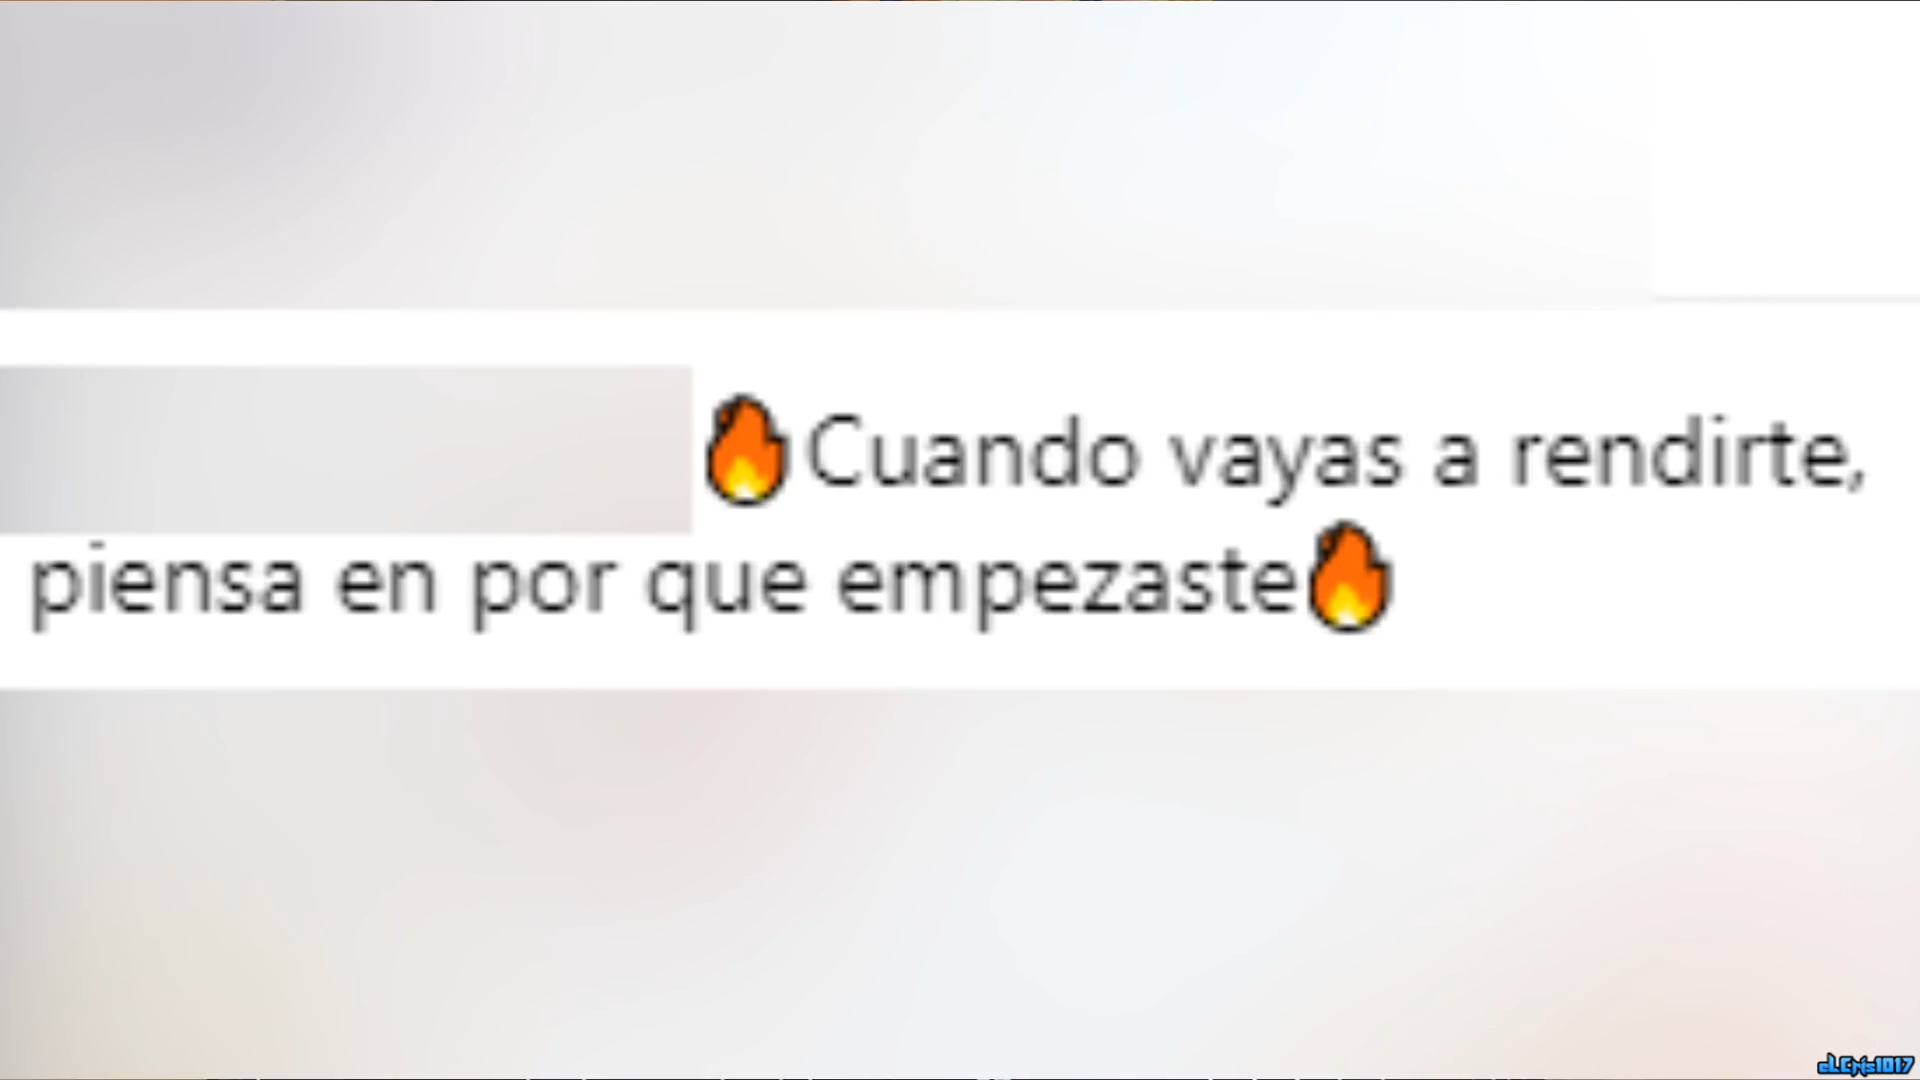 🔥Cuando vayas a rendirte,
piensa en por que empezaste🔥